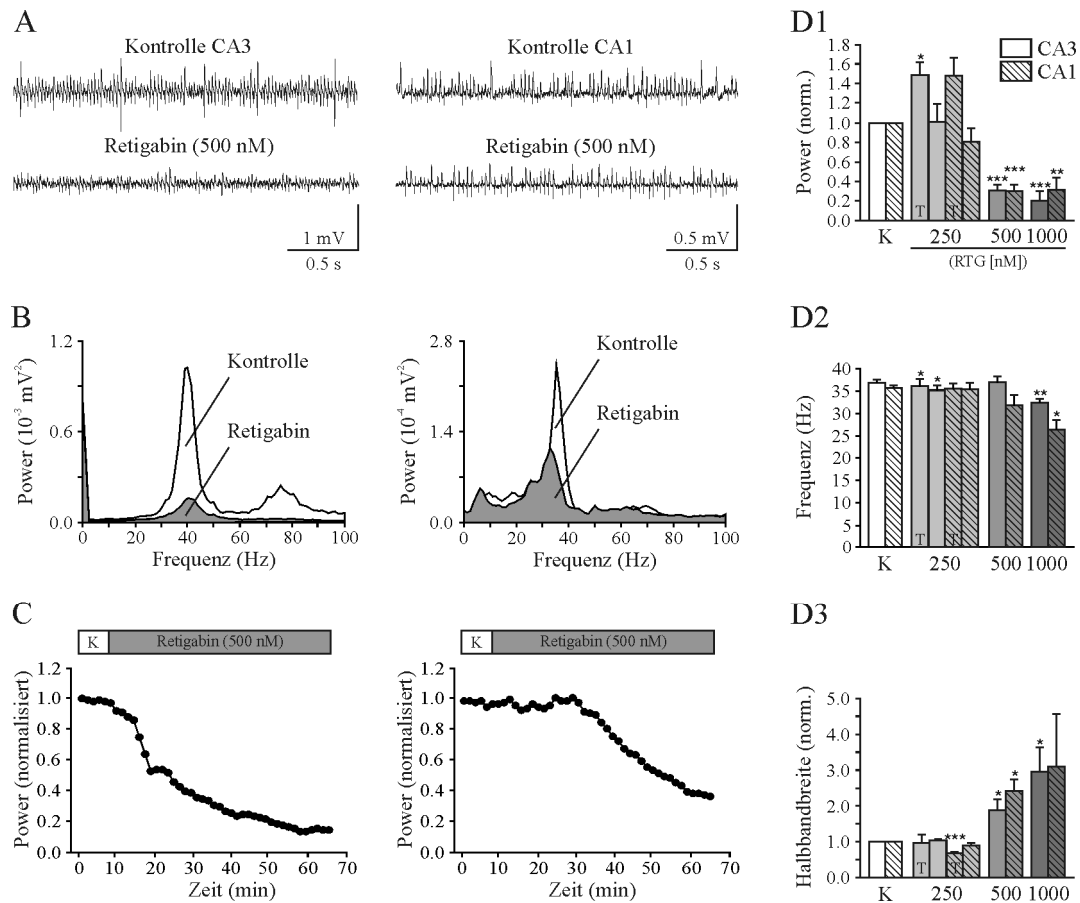 A
Kontrolle CA3
Kontrolle CA1
Retigabin (500 nM)
Retigabin (500 nM)
1 mV
0.5 s
0.5 mV
0.5 s
B
1.2
0.6
0.0
Power (10⁻³ mV²)
Kontrolle
Retigabin
0 20 40 60 80 100
Frequenz (Hz)
2.8
1.4
0.0
Power (10⁻⁴ mV²)
Kontrolle
Retigabin
0 20 40 60 80 100
Frequenz (Hz)
C
K Retigabin (500 nM)
1.2
1.0
0.8
0.6
0.4
0.2
0.0
Power (normalisiert)
0 10 20 30 40 50 60 70
Zeit (min)
K Retigabin (500 nM)
1.2
1.0
0.8
0.6
0.4
0.2
0.0
Power (normalisiert)
0 10 20 30 40 50 60 70
Zeit (min)
D1
CA3
CA1
1.8
1.6
1.4
1.2
1.0
0.8
0.6
0.4
0.2
0.0
Power (norm.)
* *** *** *** **
T T
K 250 500 1000
(RTG [nM])
D2
40
35
30
25
20
15
10
5
0
Frequenz (Hz)
* * ** *
T T
K 250 500 1000
D3
5.0
4.0
3.0
2.0
1.0
0.0
Halbbandbreite (norm.)
*** * * *
T T
K 250 500 1000